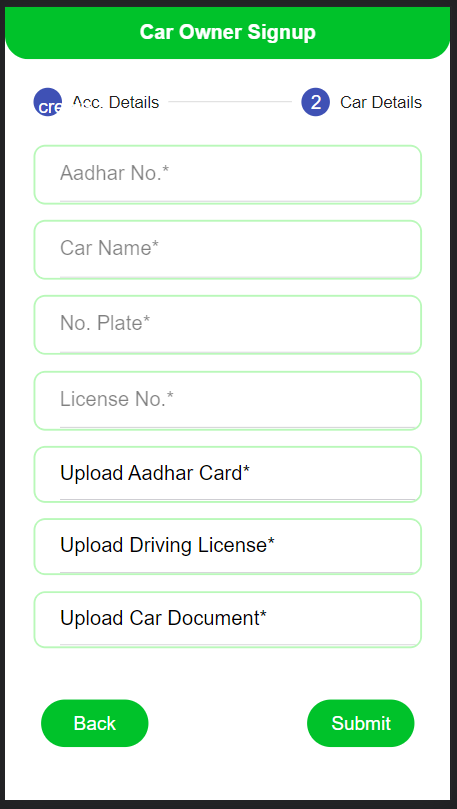 Car Owner Signup
cre Acc. Details
2 Car Details
Aadhar No.*
Car Name*
No. Plate*
License No.*
Upload Aadhar Card*
Upload Driving License*
Upload Car Document*
Back Submit